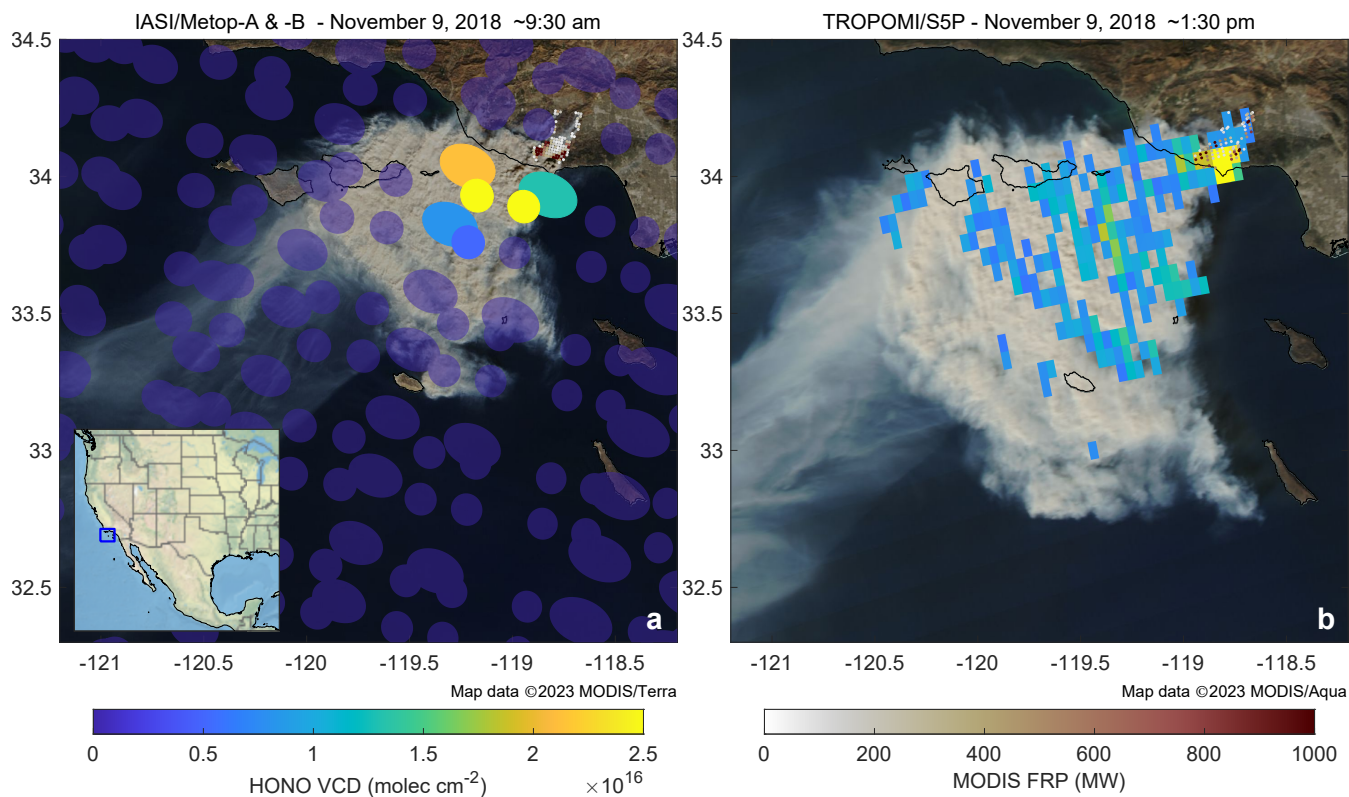 IASI/Metop-A & -B - November 9, 2018 ~9:30 am
34.5
34
33.5
33
32.5
a
-121 -120.5 -120 -119.5 -119 -118.5
Map data ©2023 MODIS/Terra
0 0.5 1 1.5 2 2.5
HONO VCD (molec cm-2) ×10^16
TROPOMI/S5P - November 9, 2018 ~1:30 pm
34.5
34
33.5
33
32.5
b
-121 -120.5 -120 -119.5 -119 -118.5
Map data ©2023 MODIS/Aqua
0 200 400 600 800 1000
MODIS FRP (MW)